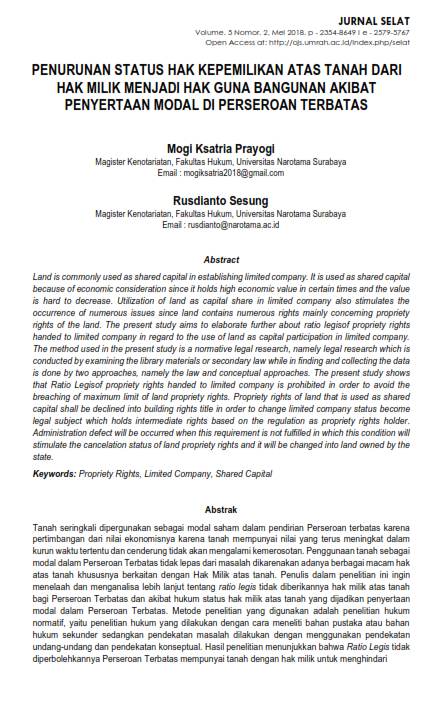 JURNAL SELAT
Volume. 5 Nomor. 2, Mei 2018. p - 2354-8649 I e - 2579-5767
Open Access at: http://ojs.umrah.ac.id/index.php/selat
PENURUNAN STATUS HAK KEPEMILIKAN ATAS TANAH DARI
HAK MILIK MENJADI HAK GUNA BANGUNAN AKIBAT
PENYERTAAN MODAL DI PERSEROAN TERBATAS
Mogi Ksatria Prayogi
Magister Kenotariatan, Fakultas Hukum, Universitas Narotama Surabaya
Email : mogiksatria2018@gmail.com
Rusdianto Sesung
Magister Kenotariatan, Fakultas Hukum, Universitas Narotama Surabaya
Email : rusdianto@narotama.ac.id
Abstract
Land is commonly used as shared capital in establishing limited company. It is used as shared capital
because of economic consideration since it holds high economic value in certain times and the value
is hard to decrease. Utilization of land as capital share in limited company also stimulates the
occurrence of numerous issues since land contains numerous rights mainly concerning propriety
rights of the land. The present study aims to elaborate further about ratio legisof propriety rights
handed to limited company in regard to the use of land as capital participation in limited company.
The method used in the present study is a normative legal research, namely legal research which is
conducted by examining the library materials or secondary law while in finding and collecting the data
is done by two approaches, namely the law and conceptual approaches. The present study shows
that Ratio Legisof propriety rights handed to limited company is prohibited in order to avoid the
breaching of maximum limit of land propriety rights. Propriety rights of land that is used as shared
capital shall be declined into building rights title in order to change limited company status become
legal subject which holds intermediate rights based on the regulation as propriety rights holder.
Administration defect will be occurred when this requirement is not fulfilled in which this condition will
stimulate the cancelation status of land propriety rights and it will be changed into land owned by the
state.
Keywords: Propriety Rights, Limited Company, Shared Capital
Abstrak
Tanah seringkali dipergunakan sebagai modal saham dalam pendirian Perseroan terbatas karena
pertimbangan dari nilai ekonomisnya karena tanah mempunyai nilai yang terus meningkat dalam
kurun waktu tertentu dan cenderung tidak akan mengalami kemerosotan. Penggunaan tanah sebagai
modal dalam Perseroan Terbatas tidak lepas dari masalah dikarenakan adanya berbagai macam hak
atas tanah khususnya berkaitan dengan Hak Milik atas tanah. Penulis dalam penelitian ini ingin
menelaah dan menganalisa lebih lanjut tentang ratio legis tidak diberikannya hak milik atas tanah
bagi Perseroan Terbatas dan akibat hukum status hak milik atas tanah yang dijadikan penyertaan
modal dalam Perseroan Terbatas. Metode penelitian yang digunakan adalah penelitian hukum
normatif, yaitu penelitian hukum yang dilakukan dengan cara meneliti bahan pustaka atau bahan
hukum sekunder sedangkan pendekatan masalah dilakukan dengan menggunakan pendekatan
undang-undang dan pendekatan konseptual. Hasil penelitian menunjukkan bahwa Ratio Legis tidak
diperbolehkannya Perseroan Terbatas mempunyai tanah dengan hak milik untuk menghindari